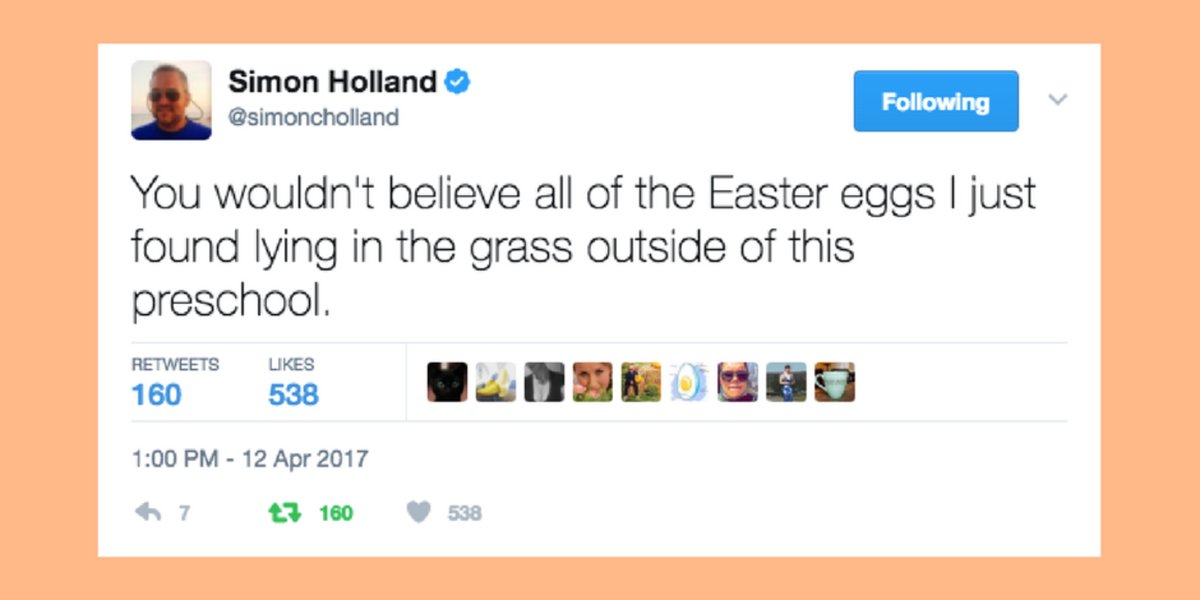 Simon Holland
@simoncholland
Following
You wouldn't believe all of the Easter eggs I just
found lying in the grass outside of this
preschool.
RETWEETS LIKES
160 538
1:00 PM - 12 Apr 2017
7 160 538